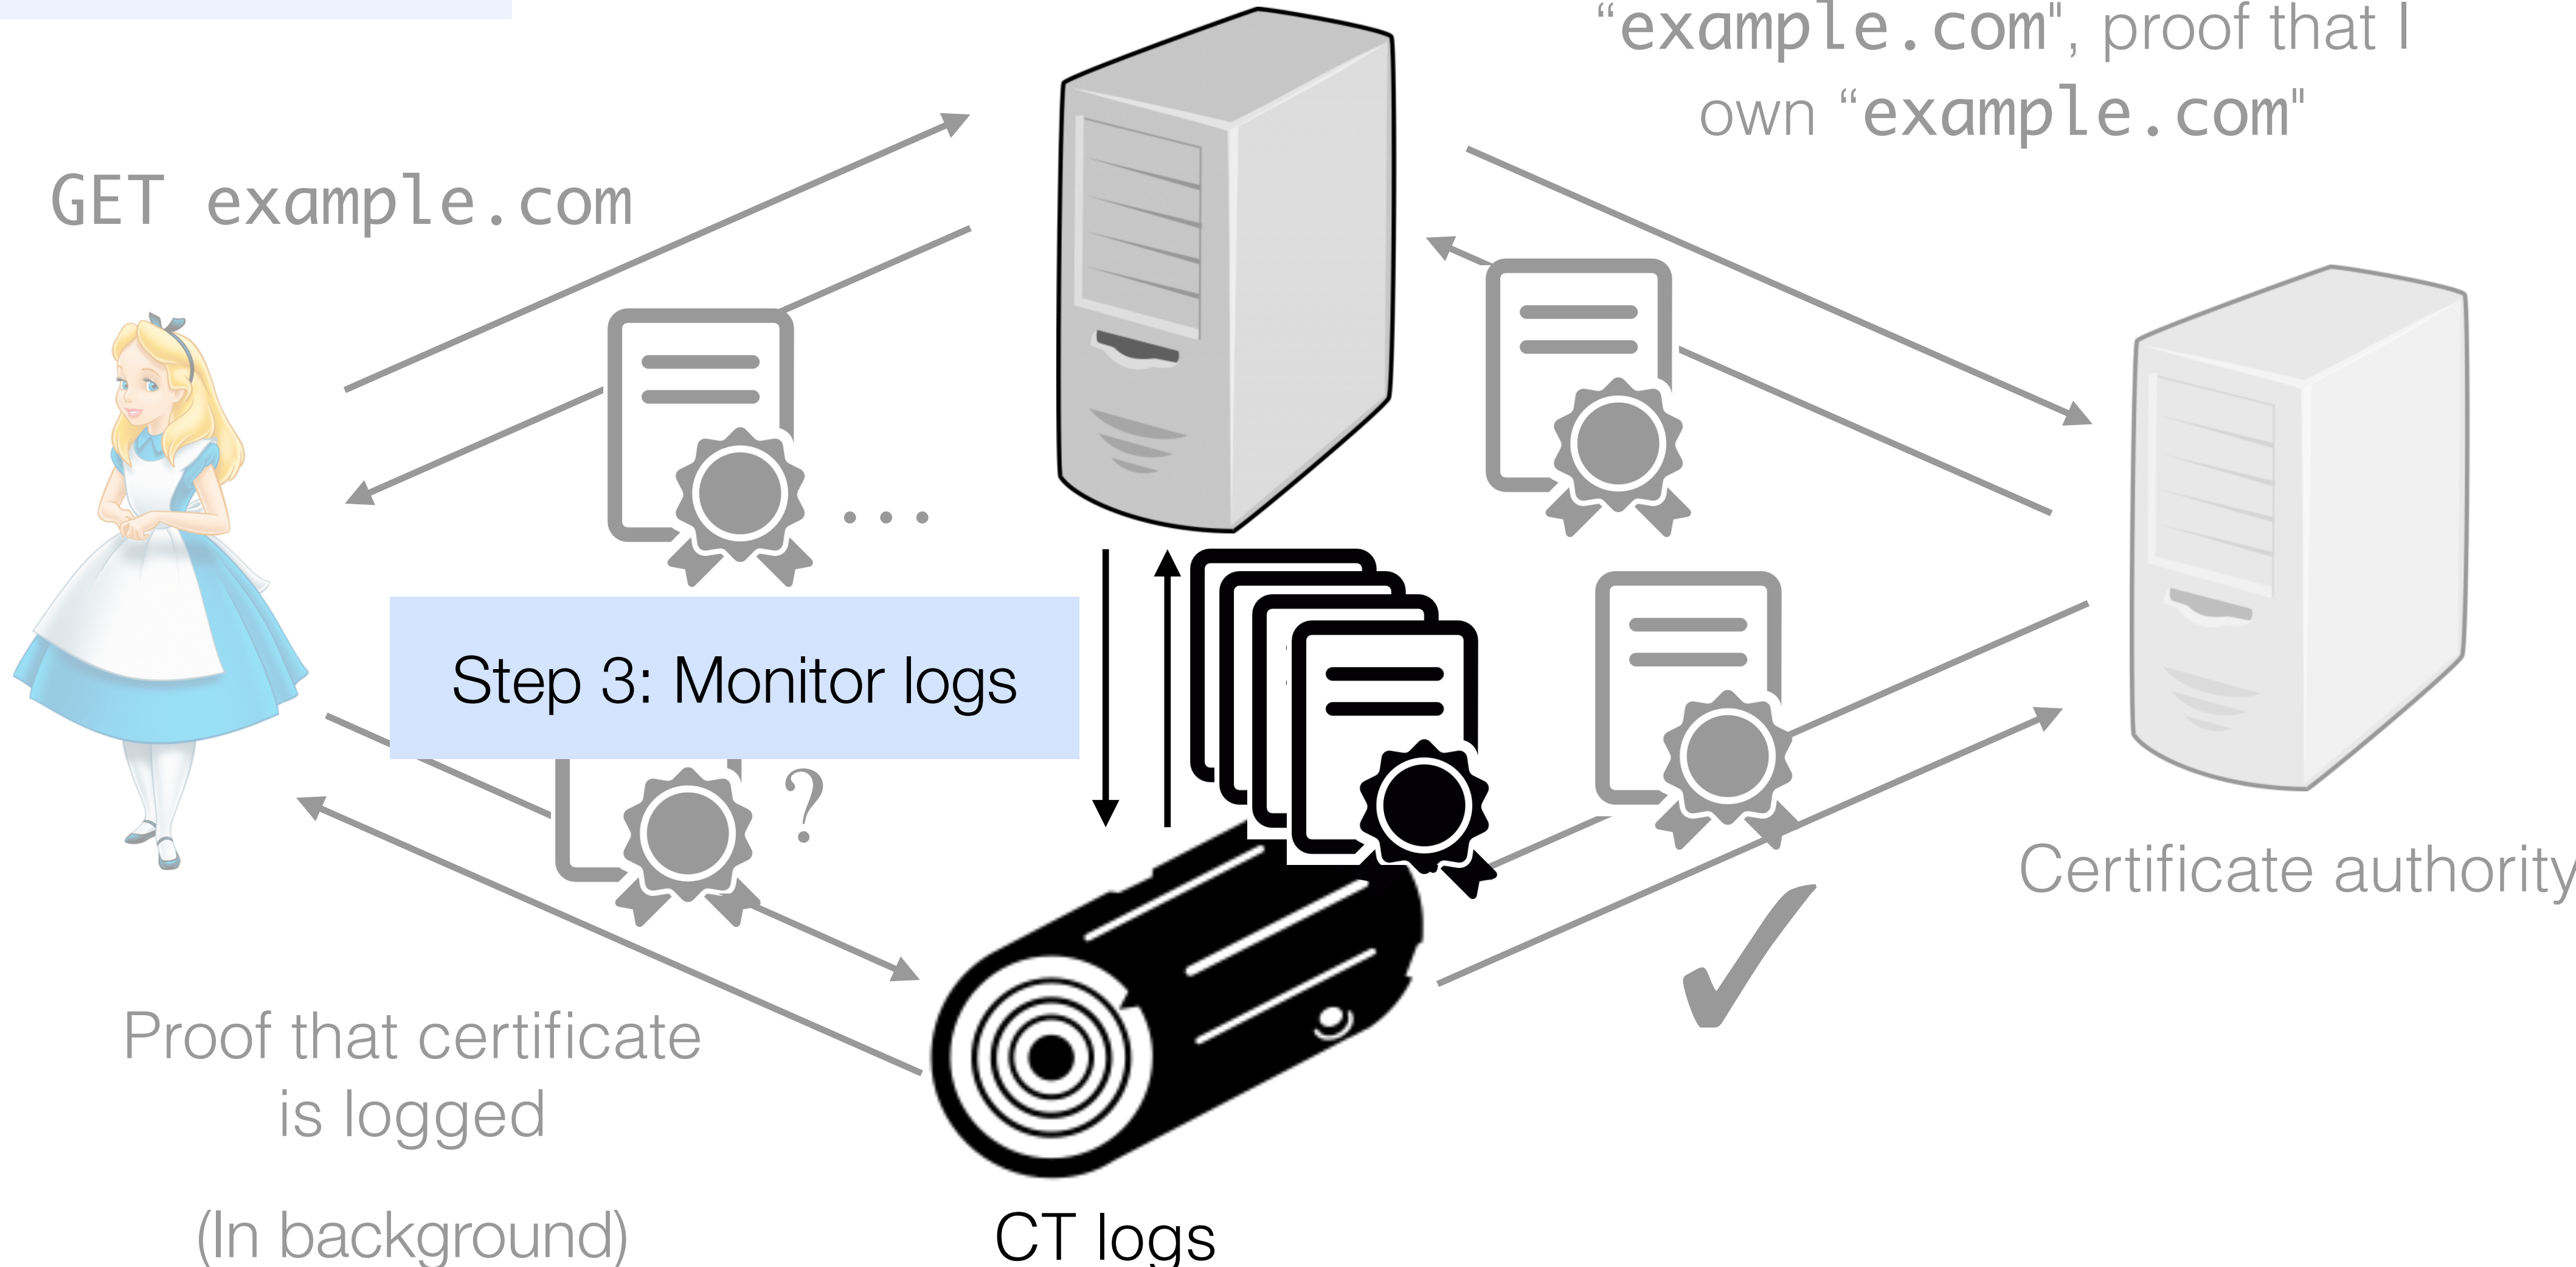 “example.com", proof that I
own “example.com"
GET example.com
...
Step 3: Monitor logs
?
Certificate authority
Proof that certificate
is logged
(In background)
CT logs